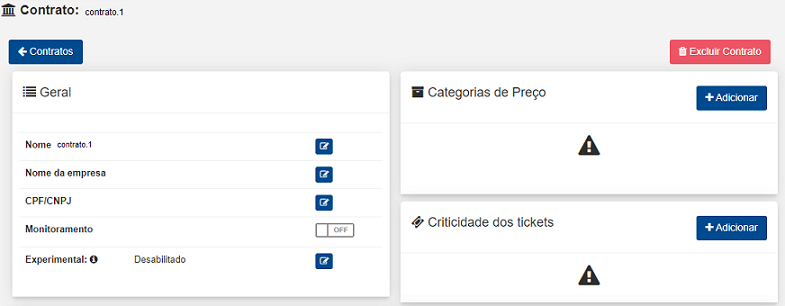 Contrato: contrato.1
Contratos
Excluir Contrato
Geral
Nome contrato.1
Nome da empresa
CPF/CNPJ
Monitoramento OFF
Experimental: Desabilitado
Categorias de Preço
Adicionar
Criticidade dos tickets
Adicionar